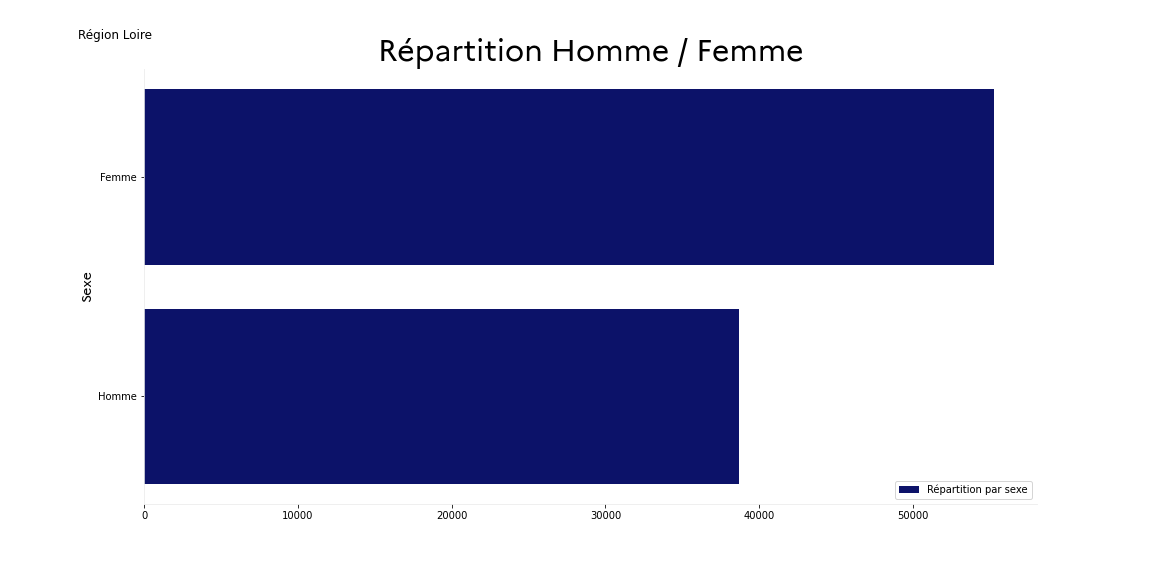 Région Loire
Répartition Homme / Femme
Femme
Sexe
Homme
Répartition par sexe
0 10000 20000 30000 40000 50000